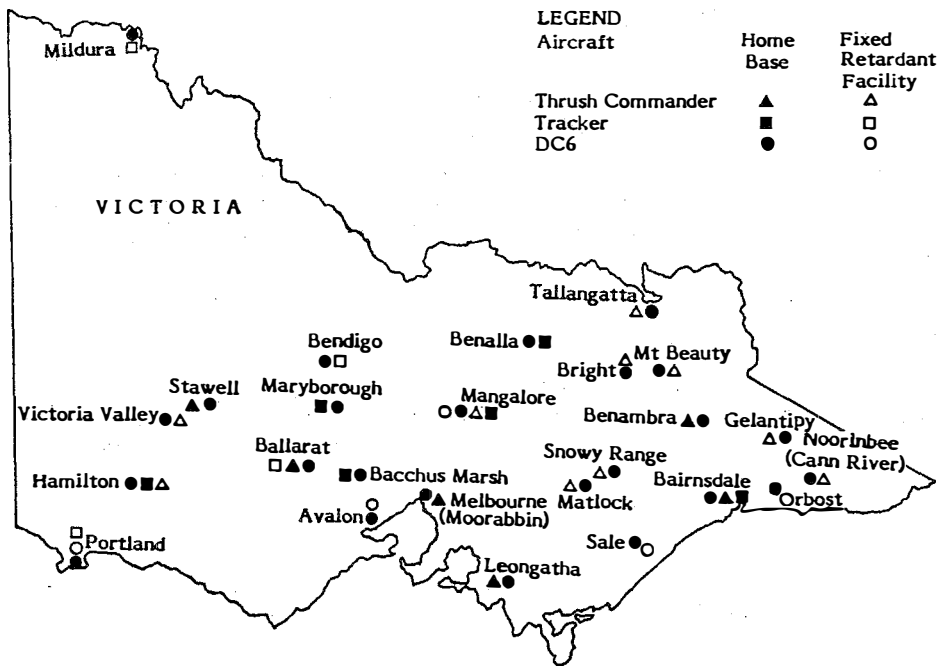 LEGEND
Aircraft Home Base Fixed Retardant Facility
Thrush Commander
Tracker
DC6
Mildura
VICTORIA
Tallangatta
Benalla
Bendigo
Mt Beauty
Bright
Stawell
Maryborough
Mangalore
Victoria Valley
Benambra
Gelantipy
Noorinbee
(Cann River)
Ballarat
Snowy Range
Hamilton
Bacchus Marsh
Matlock
Bairnsdale
Orbost
Melbourne
(Moorabbin)
Avalon
Portland
Sale
Leongatha